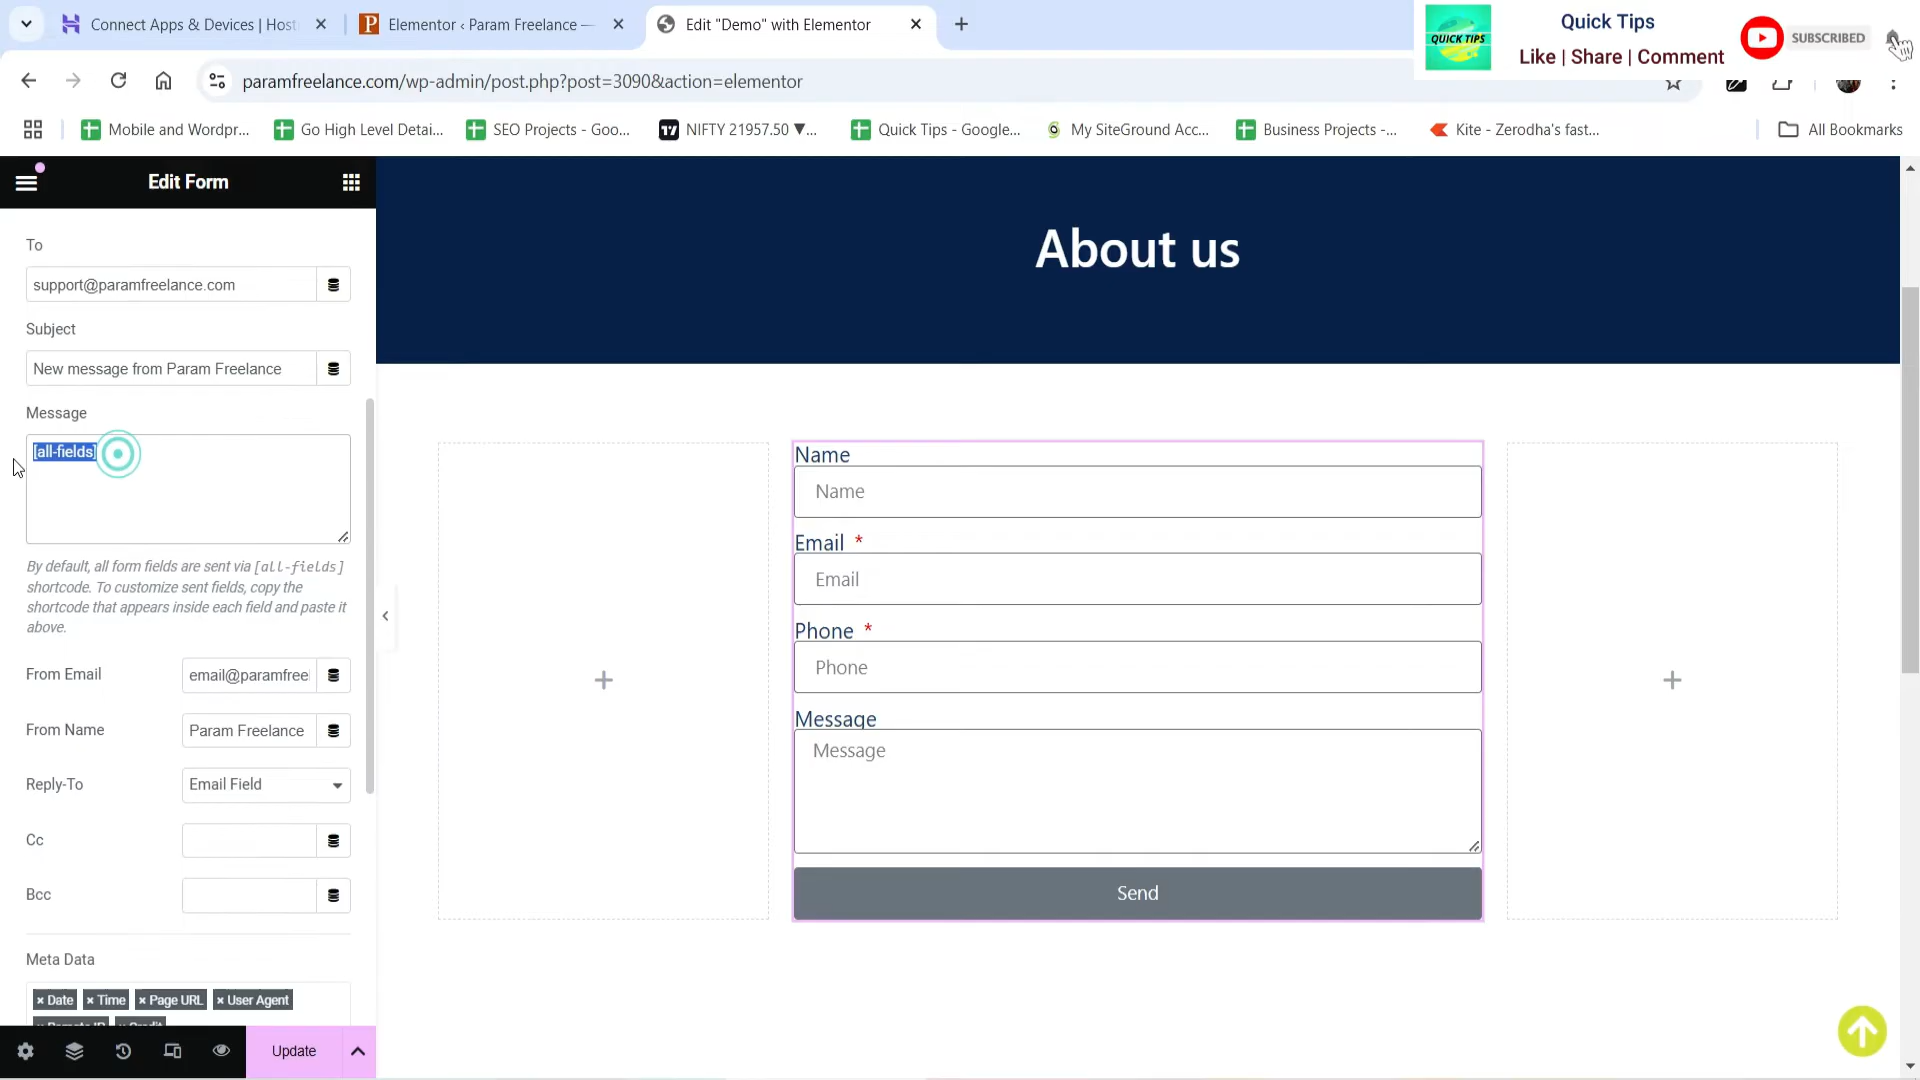 Connect Apps & Devices | Hosti
Elementor ‹ Param Freelance —
Edit "Demo" with Elementor
QUICK TIPS
Quick Tips
Like | Share | Comment
SUBSCRIBED
paramfreelance.com/wp-admin/post.php?post=3090&action=elementor
Mobile and Wordpr...
Go High Level Detai...
SEO Projects - Goo...
NIFTY 21957.50 ▼...
Quick Tips - Google...
My SiteGround Acc...
Business Projects -...
Kite - Zerodha's fast...
All Bookmarks
Edit Form
To
support@paramfreelance.com
Subject
New message from Param Freelance
Message
[all-fields]
By default, all form fields are sent via [all-fields]
shortcode. To customize sent fields, copy the
shortcode that appears inside each field and paste it
above.
From Email
email@paramfreel
From Name
Param Freelance
Reply-To
Email Field
Cc
Bcc
Meta Data
× Date
× Time
× Page URL
× User Agent
× Remote IP
× Credit
Update
About us
Name
Name
Email *
Email
Phone *
Phone
Message
Message
Send